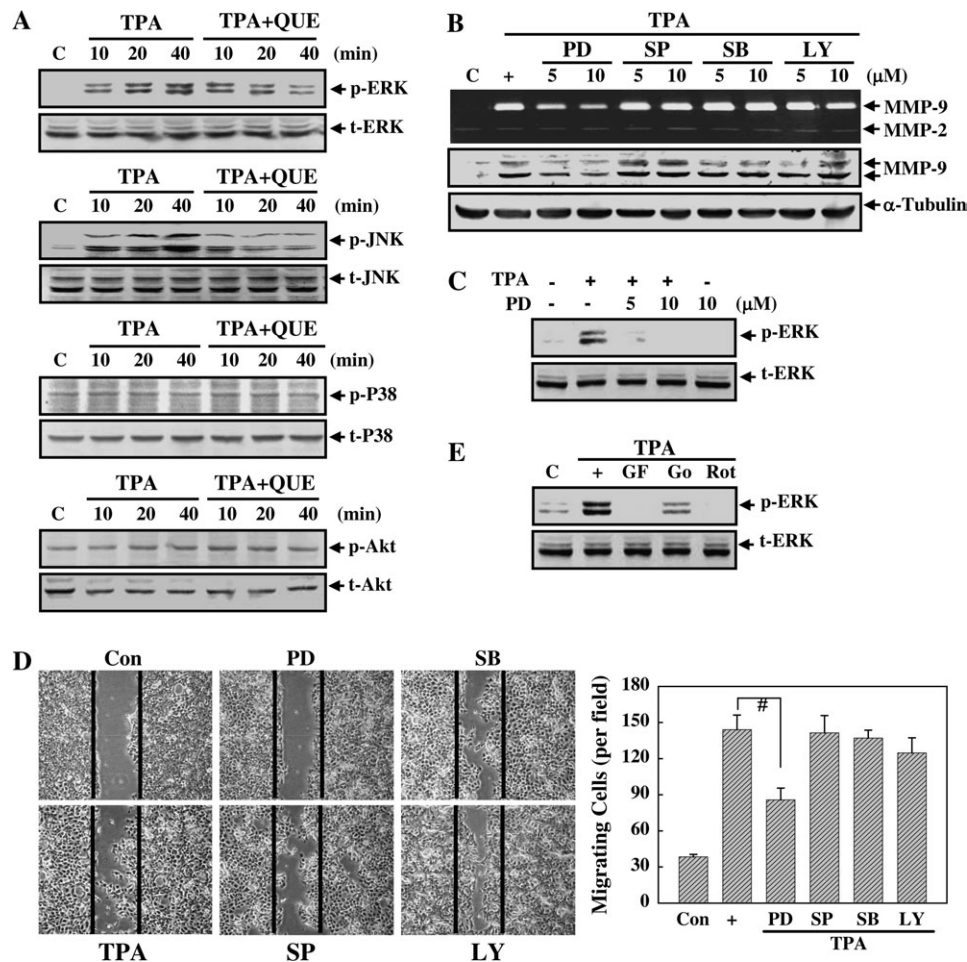 A
TPA TPA+QUE
C 10 20 40 10 20 40 (min)
p-ERK
t-ERK
TPA TPA+QUE
C 10 20 40 10 20 40 (min)
p-JNK
t-JNK
TPA TPA+QUE
C 10 20 40 10 20 40 (min)
p-P38
t-P38
TPA TPA+QUE
C 10 20 40 10 20 40 (min)
p-Akt
t-Akt
B
TPA
PD SP SB LY
C + 5 10 5 10 5 10 5 10 (μM)
MMP-9
MMP-2
MMP-9
α-Tubulin
C
TPA - + + + -
PD - - 5 10 10 (μM)
p-ERK
t-ERK
E
TPA
C + GF Go Rot
p-ERK
t-ERK
D
Con PD SB
TPA SP LY
Migrating Cells (per field)
180
150
120
90
60
30
0
#
Con + PD SP SB LY
TPA